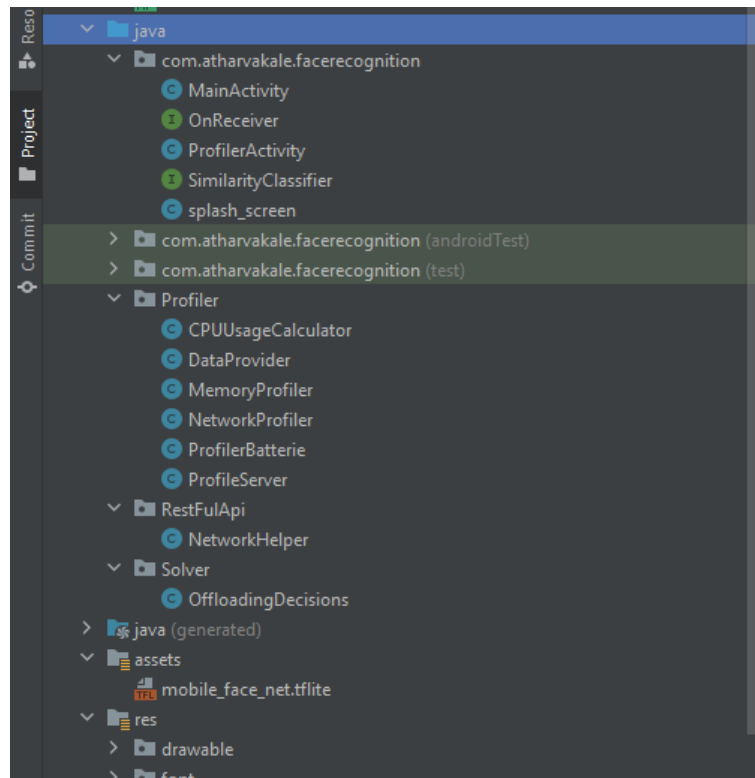 Reso
Project
Commit
java
com.atharvakale.facerecognition
C MainActivity
I OnReceiver
C ProfilerActivity
I SimilarityClassifier
C splash_screen
com.atharvakale.facerecognition (androidTest)
com.atharvakale.facerecognition (test)
Profiler
C CPUUsageCalculator
C DataProvider
C MemoryProfiler
C NetworkProfiler
C ProfilerBatterie
C ProfileServer
RestFulApi
C NetworkHelper
Solver
C OffloadingDecisions
java (generated)
assets
TFL mobile_face_net.tflite
res
drawable
font